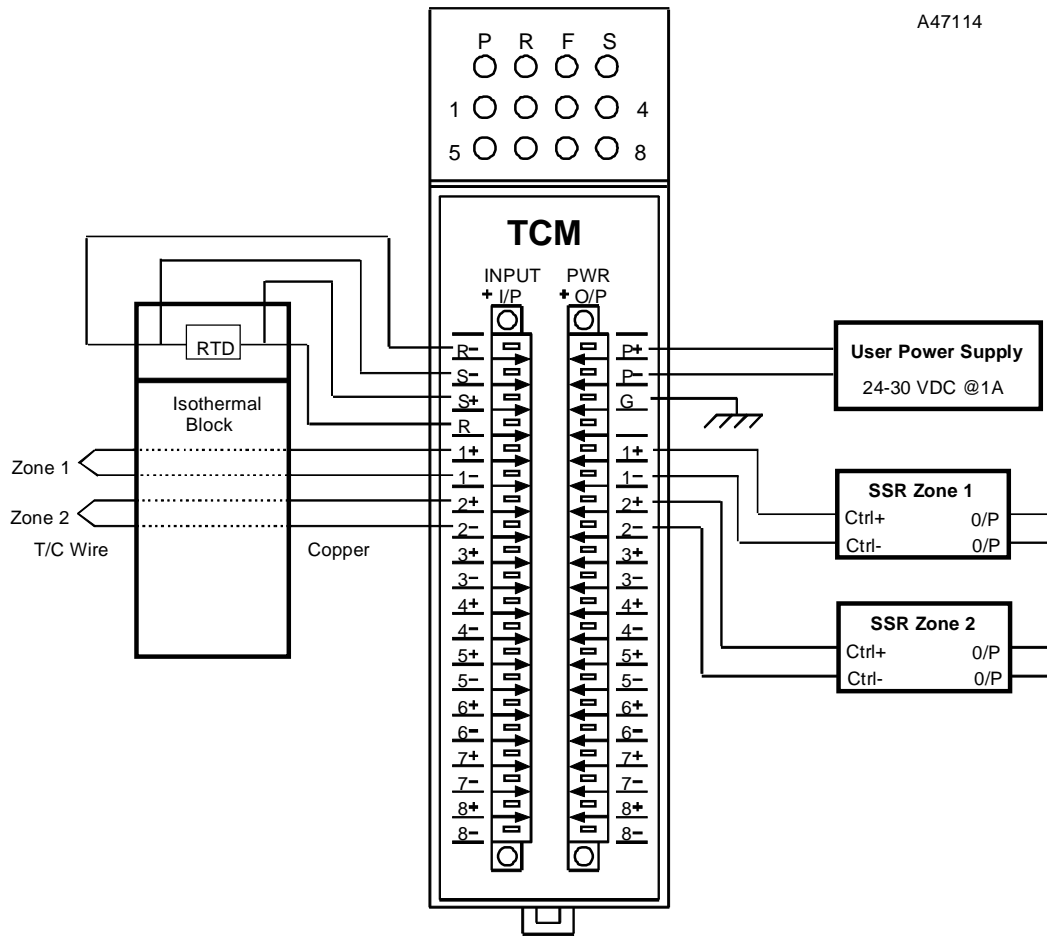 A47114
P R F S
1 4
5 8
TCM
INPUT PWR
+ I/P + O/P
R− P+
S− P−
S+ G
R
1+ 1+
1− 1−
2+ 2+
2− 2−
3+ 3+
3− 3−
4+ 4+
4− 4−
5+ 5+
5− 5−
6+ 6+
6− 6−
7+ 7+
7− 7−
8+ 8+
8− 8−
RTD
Isothermal
Block
Zone 1
Zone 2
T/C Wire Copper
User Power Supply
24-30 VDC @1A
SSR Zone 1
Ctrl+ 0/P
Ctrl- 0/P
SSR Zone 2
Ctrl+ 0/P
Ctrl- 0/P